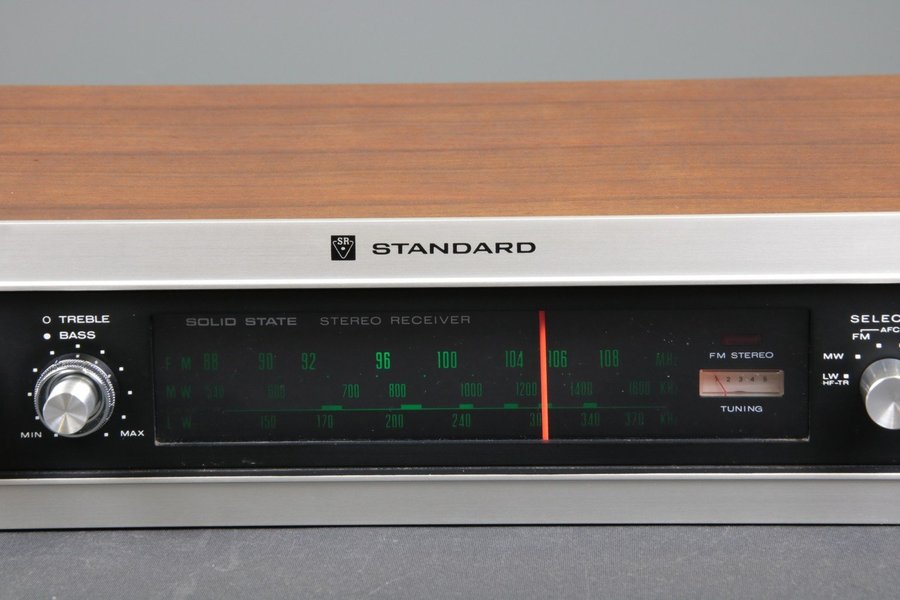 SR STANDARD
SOLID STATE STEREO RECEIVER
TREBLE
BASS
MIN MAX
FM 88 90 92 96 100 104 106 108 MHz
MW 540 600 700 800 1000 1200 1400 1600 KHz
LW 150 170 200 240 340 370 KHz
FM STEREO
1 2 3 4 5
TUNING
SELEC
AFC
FM
MW
LW
HF-TR